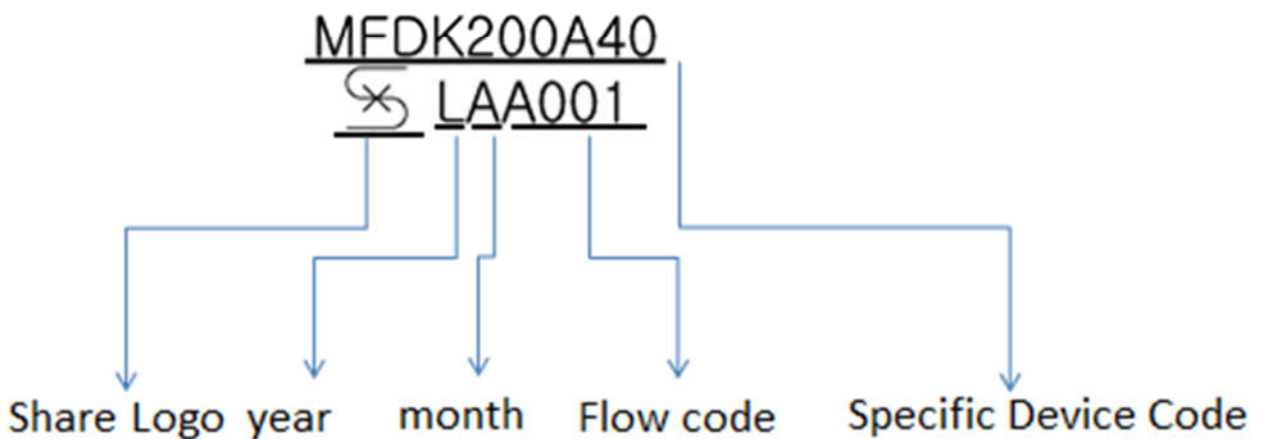 MFDK200A40
LAA001
Share Logo year month Flow code Specific Device Code